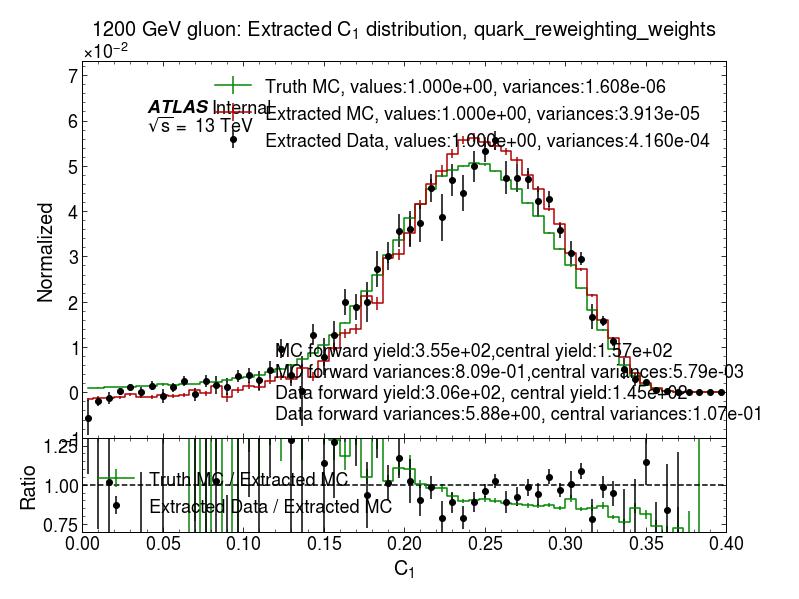 1200 GeV gluon: Extracted C₁ distribution, quark_reweighting_weights
×10⁻²
Truth MC, values:1.000e+00, variances:1.608e-06
ATLAS Internal
Extracted MC, values:1.000e+00, variances:3.913e-05
√s = 13 TeV
Extracted Data, values:1.000e+00, variances:4.160e-04
7
6
5
4
3
2
1
0
Normalized
MC forward yield:3.55e+02,central yield:1.57e+02
MC forward variances:8.09e-01,central variances:5.79e-03
Data forward yield:3.06e+02, central yield:1.45e+02
Data forward variances:5.88e+00, central variances:1.07e-01
1.25
1.00
0.75
Ratio
Truth MC / Extracted MC
Extracted Data / Extracted MC
0.00 0.05 0.10 0.15 0.20 0.25 0.30 0.35 0.40
C₁